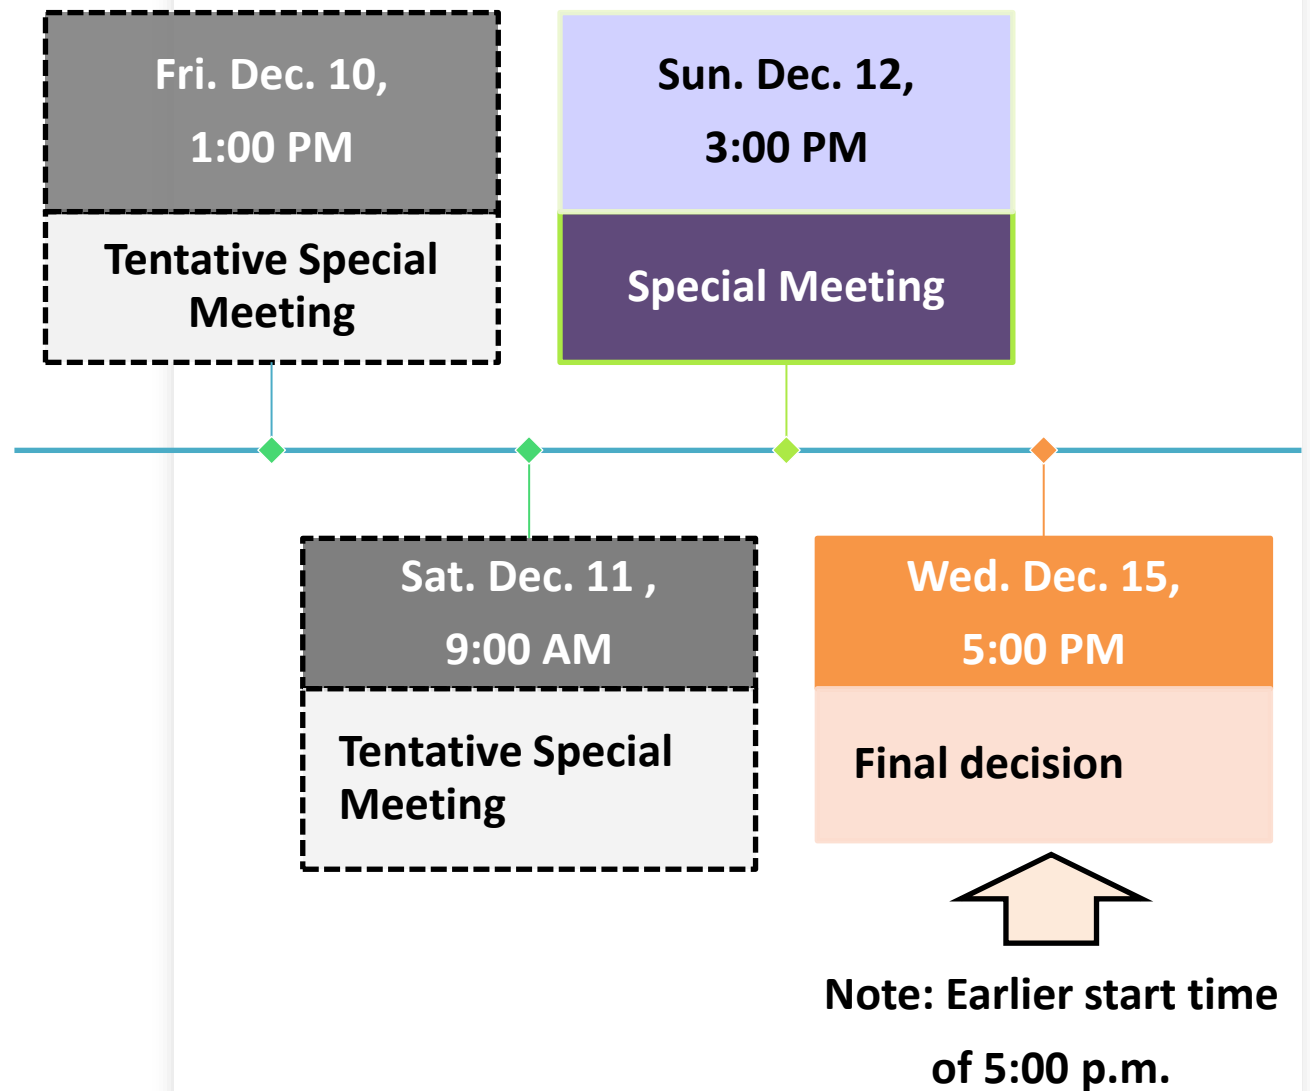 Fri. Dec. 10,
1:00 PM
Tentative Special
Meeting
Sun. Dec. 12,
3:00 PM
Special Meeting
Sat. Dec. 11 ,
9:00 AM
Tentative Special
Meeting
Wed. Dec. 15,
5:00 PM
Final decision
Note: Earlier start time
of 5:00 p.m.